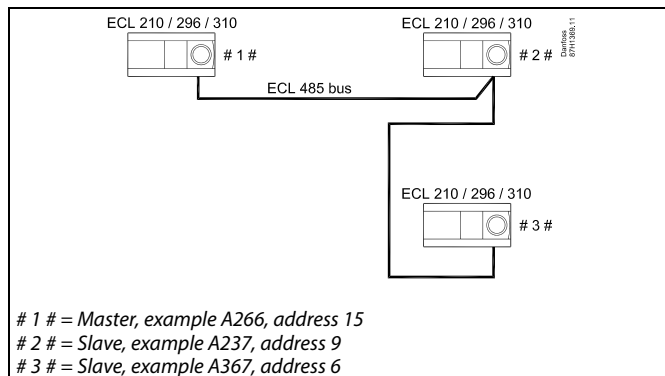 ECL 210 / 296 / 310
# 1 #
ECL 210 / 296 / 310
# 2 #
Danfoss
87H1369.11
ECL 485 bus
ECL 210 / 296 / 310
# 3 #
# 1 # = Master, example A266, address 15
# 2 # = Slave, example A237, address 9
# 3 # = Slave, example A367, address 6